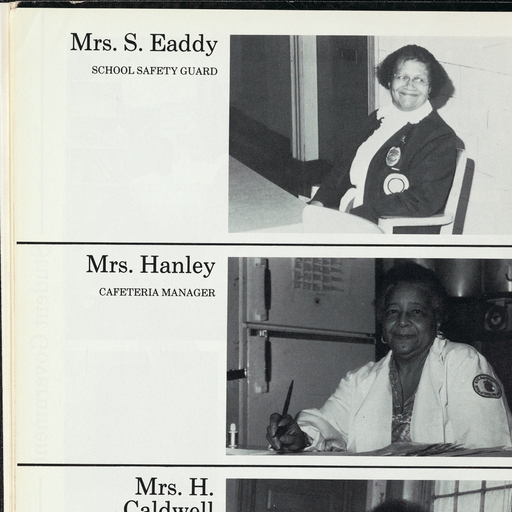 Mrs. S. Eaddy
SCHOOL SAFETY GUARD
Mrs. Hanley
CAFETERIA MANAGER
Mrs. H.
Caldwell